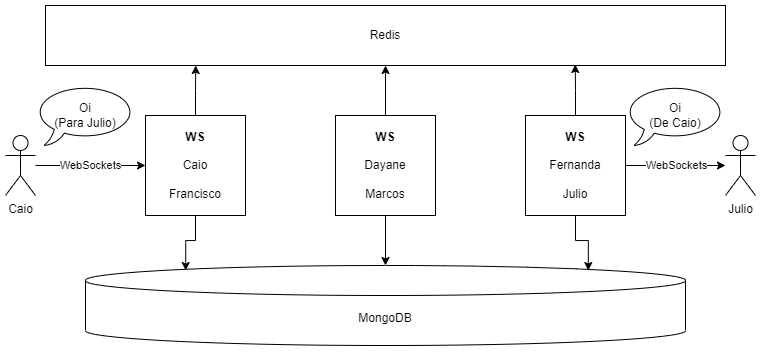 Redis
Oi
(Para Julio)
Oi
(De Caio)
WS
Caio
Francisco
WS
Dayane
Marcos
WS
Fernanda
Julio
WebSockets
WebSockets
Caio
Julio
MongoDB